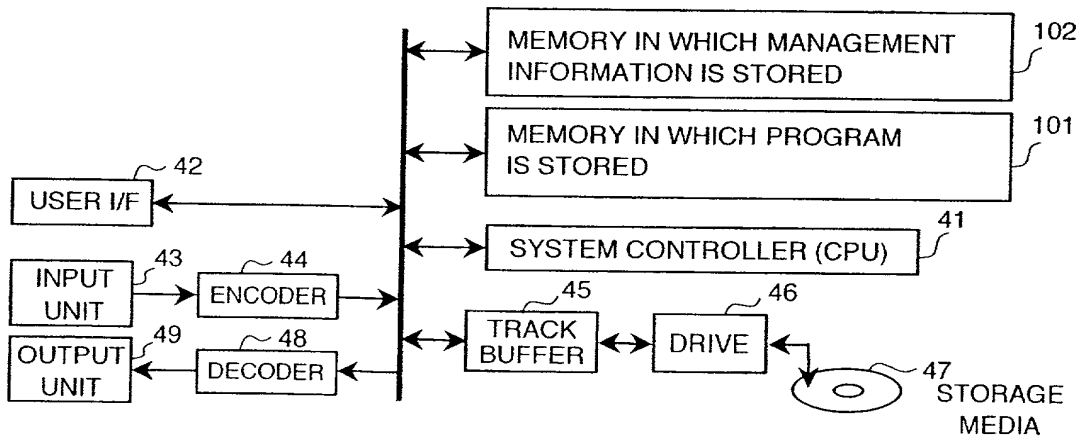 MEMORY IN WHICH MANAGEMENT
INFORMATION IS STORED
102
MEMORY IN WHICH PROGRAM
IS STORED
101
USER I/F
42
SYSTEM CONTROLLER (CPU)
41
INPUT
UNIT
43
ENCODER
44
TRACK
BUFFER
45
DRIVE
46
OUTPUT
UNIT
49
DECODER
48
47
STORAGE
MEDIA